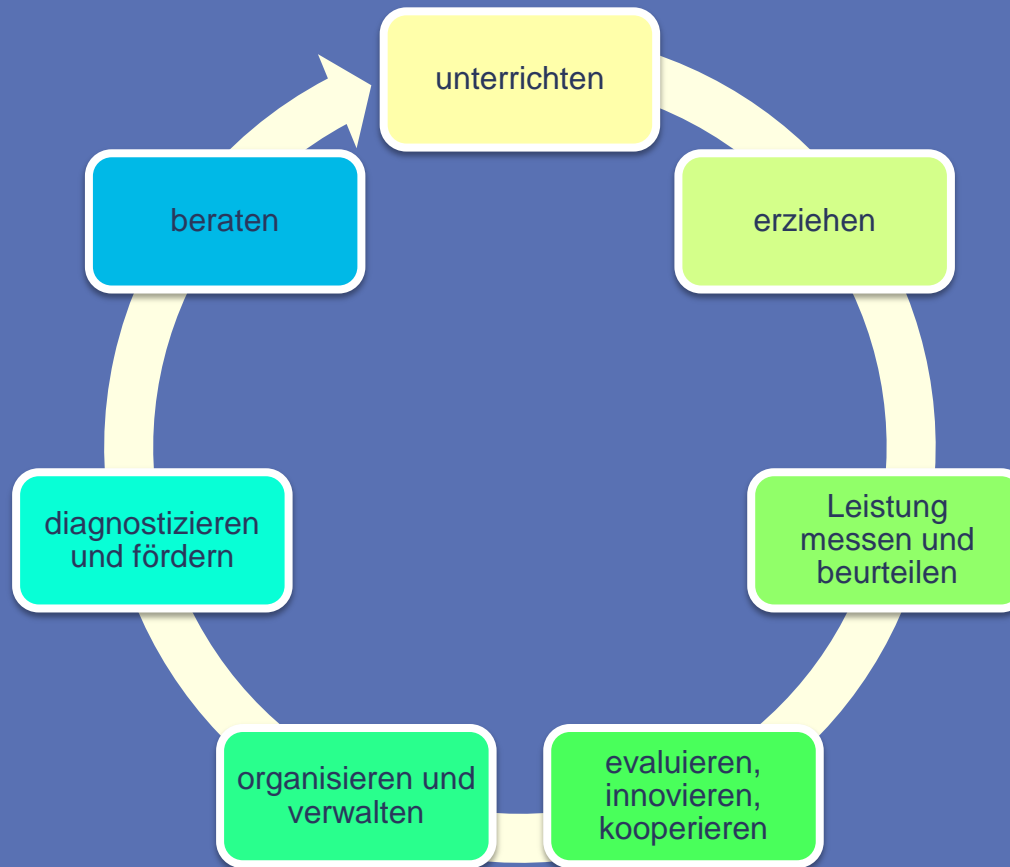 unterrichten
erziehen
Leistung
messen und
beurteilen
evaluieren,
innovieren,
kooperieren
organisieren und
verwalten
diagnostizieren
und fördern
beraten